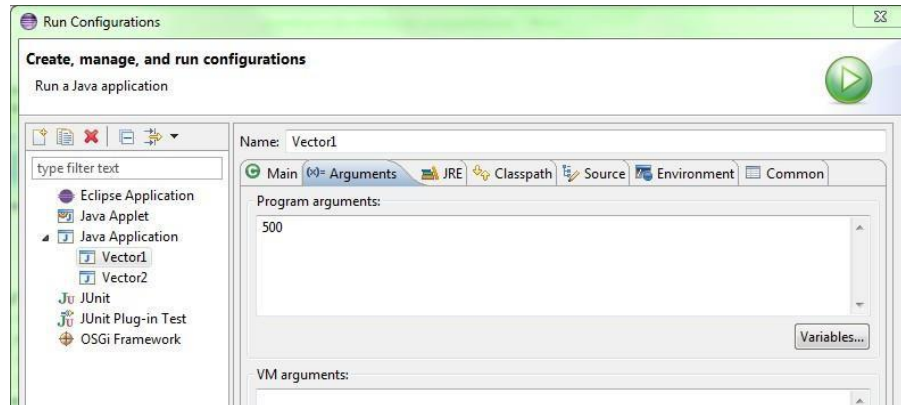 Run Configurations
Create, manage, and run configurations
Run a Java application
Name: Vector1
type filter text
Main (x)= Arguments JRE Classpath Source Environment Common
Eclipse Application
Java Applet
Java Application
Vector1
Vector2
JUnit
JUnit Plug-in Test
OSGi Framework
Program arguments:
500
Variables...
VM arguments: